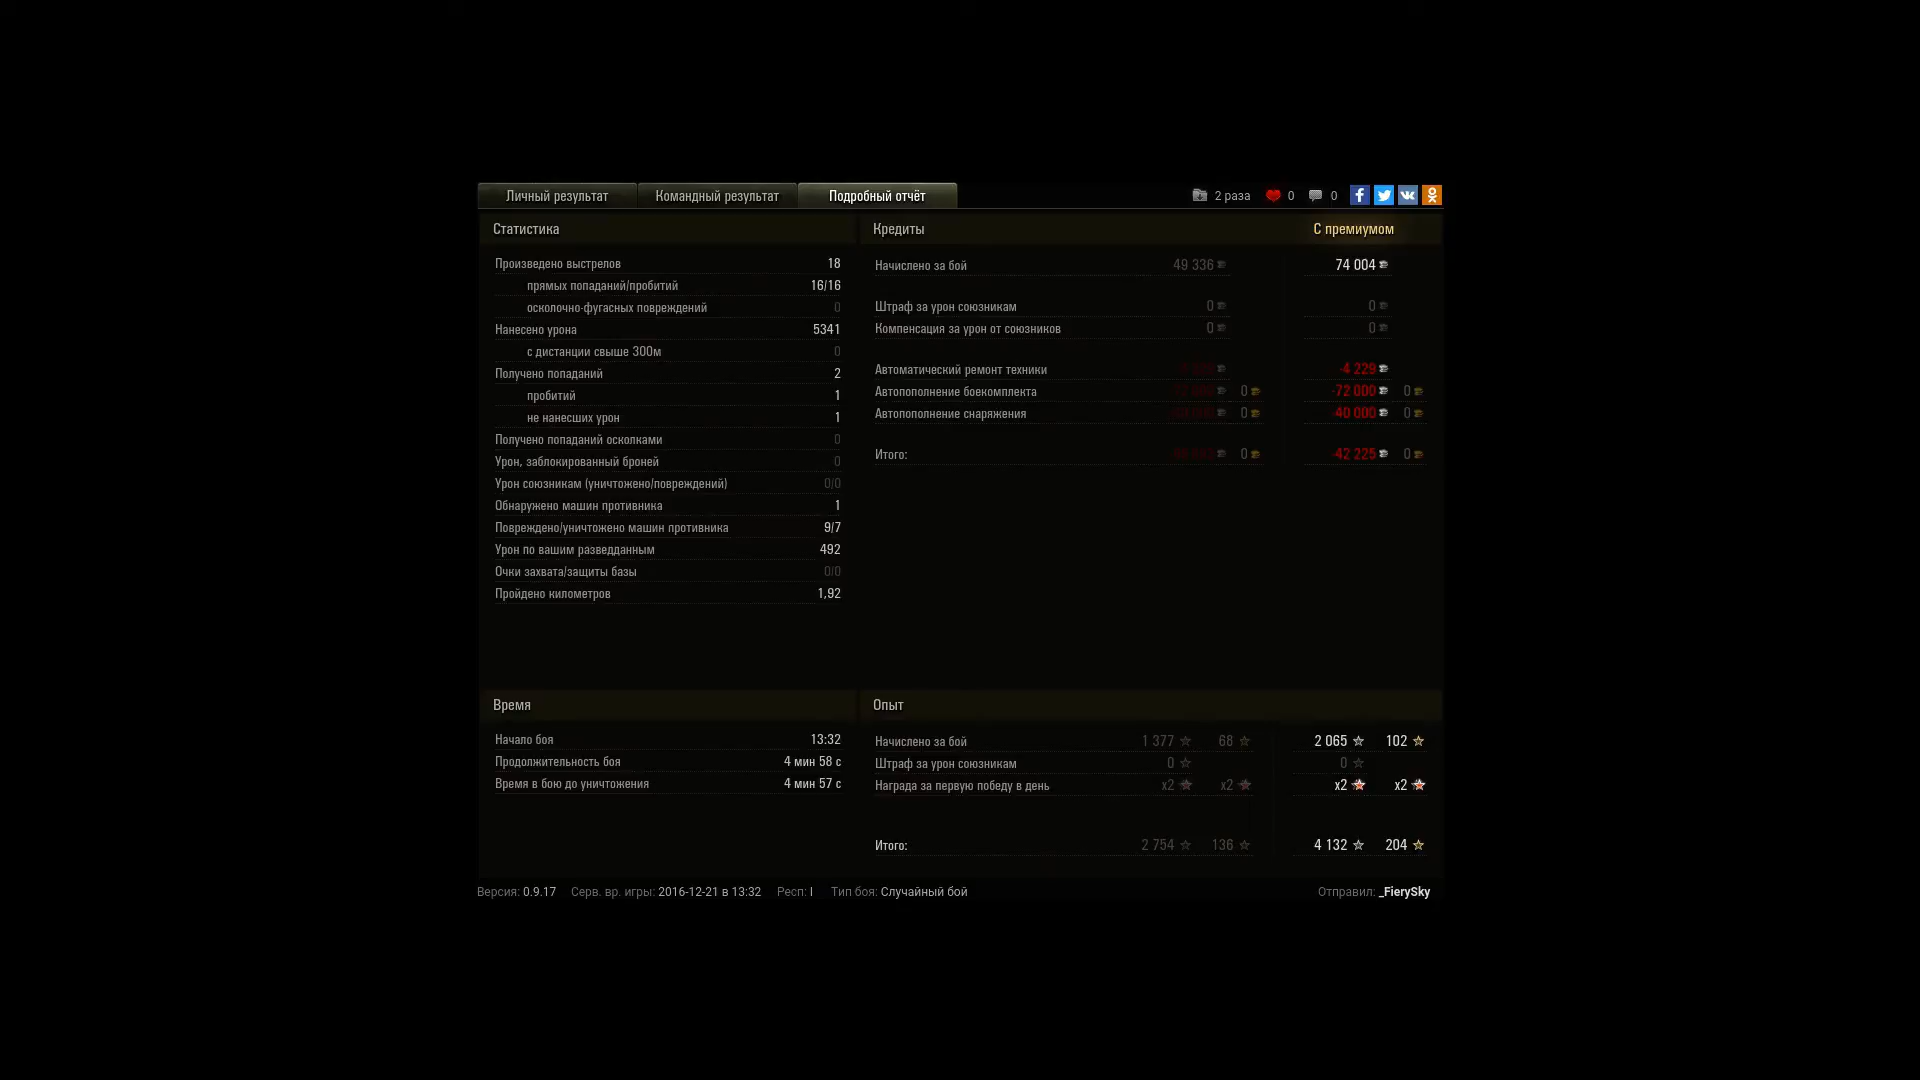 Личный результат Командный результат Подробный отчёт 2 раза 0 0
Статистика
Произведено выстрелов 18
прямых попаданий/пробитий 16/16
осколочно-фугасных повреждений 0
Нанесено урона 5341
с дистанции свыше 300м 0
Получено попаданий 2
пробитий 1
не нанесших урон 1
Получено попаданий осколками 0
Урон, заблокированный броней 0
Урон союзникам (уничтожено/повреждений) 0/0
Обнаружено машин противника 1
Повреждено/уничтожено машин противника 9/7
Урон по вашим разведданным 492
Очки захвата/защиты базы 0/0
Пройдено километров 1,92
Кредиты С премиумом
Начислено за бой 49 336 74 004
Штраф за урон союзникам 0 0
Компенсация за урон от союзников 0 0
Автоматический ремонт техники -4 229
Автопополнение боекомплекта 0 -72 000 0
Автопополнение снаряжения 0 -40 000 0
Итого: 0 -42 225 0
Время
Начало боя 13:32
Продолжительность боя 4 мин 58 с
Время в бою до уничтожения 4 мин 57 с
Опыт
Начислено за бой 1 377 68 2 065 102
Штраф за урон союзникам 0 0
Награда за первую победу в день x2 x2 x2 x2
Итого: 2 754 136 4 132 204
Версия: 0.9.17 Серв. вр. игры: 2016-12-21 в 13:32 Респ: I Тип боя: Случайный бой Отправил: _FierySky